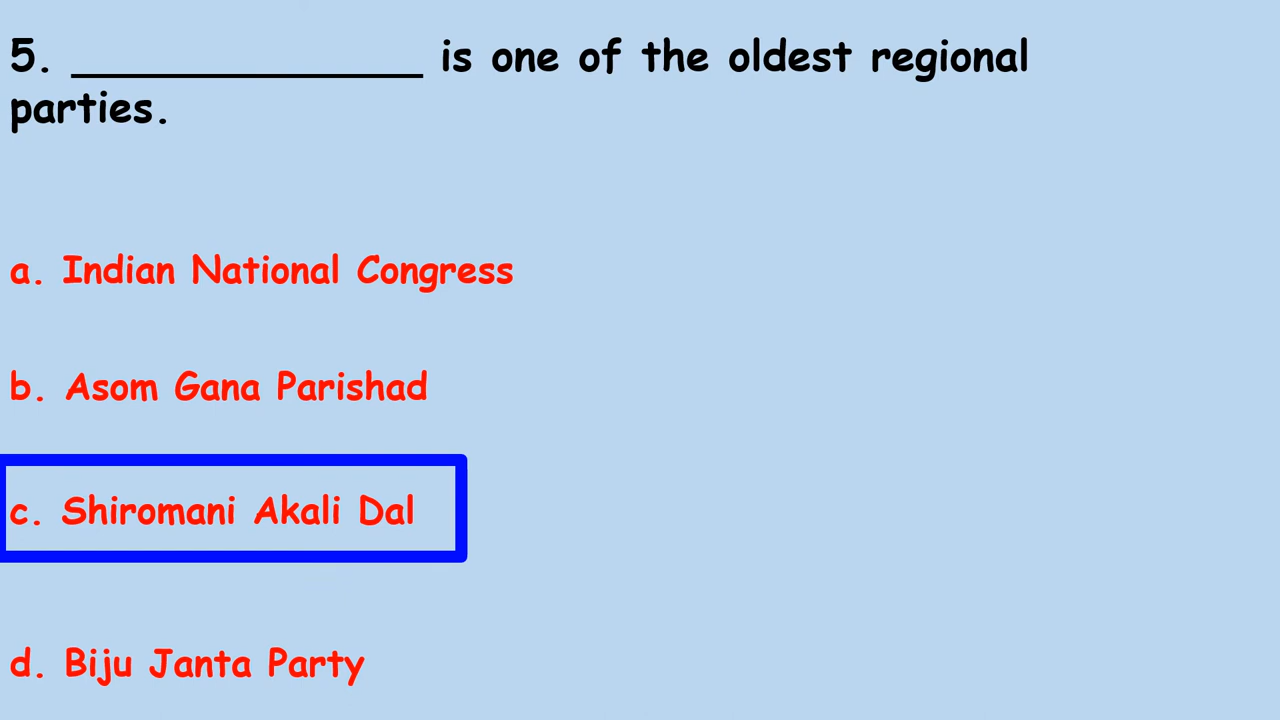 5. ________________ is one of the oldest regional
parties.
a. Indian National Congress
b. Asom Gana Parishad
c. Shiromani Akali Dal
d. Biju Janta Party